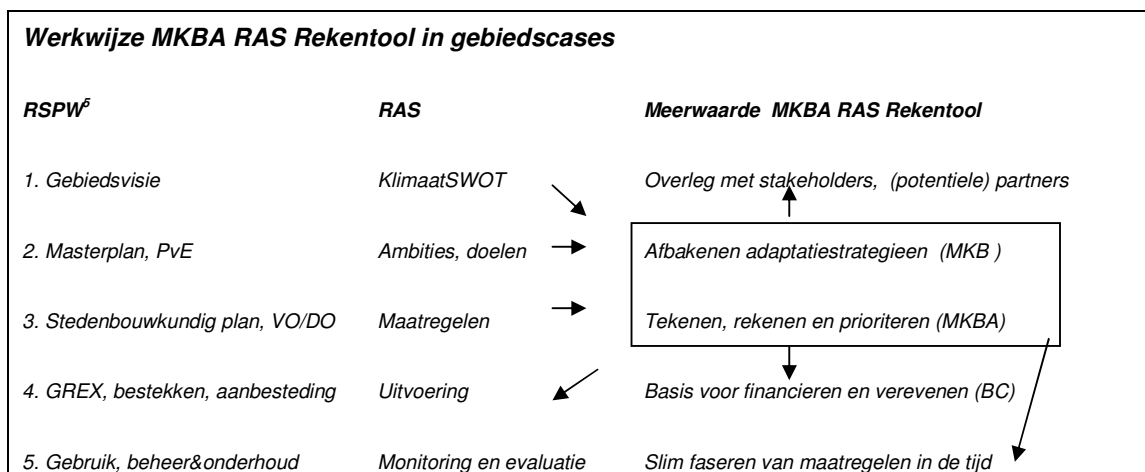 Werkwijze MKBA RAS Rekentool in gebiedscases
RSPW⁵ RAS Meerwaarde MKBA RAS Rekentool
1. Gebiedsvisie KlimaatSWOT Overleg met stakeholders, (potentiele) partners
2. Masterplan, PvE Ambities, doelen Afbakenen adaptatiestrategieen (MKB )
3. Stedenbouwkundig plan, VO/DO Maatregelen Tekenen, rekenen en prioriteren (MKBA)
4. GREX, bestekken, aanbesteding Uitvoering Basis voor financieren en verevenen (BC)
5. Gebruik, beheer&onderhoud Monitoring en evaluatie Slim faseren van maatregelen in de tijd